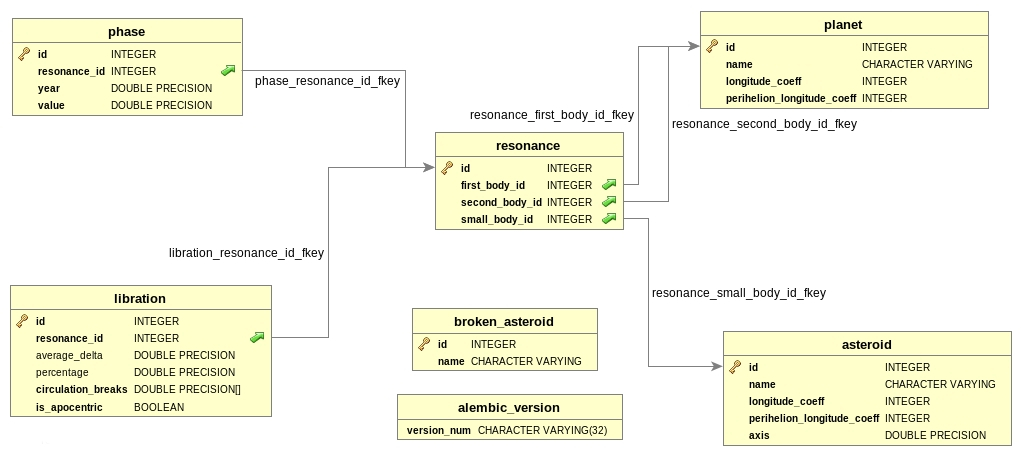 phase
id INTEGER
resonance_id INTEGER
year DOUBLE PRECISION
value DOUBLE PRECISION
phase_resonance_id_fkey
planet
id INTEGER
name CHARACTER VARYING
longitude_coeff INTEGER
perihelion_longitude_coeff INTEGER
resonance_first_body_id_fkey
resonance_second_body_id_fkey
resonance
id INTEGER
first_body_id INTEGER
second_body_id INTEGER
small_body_id INTEGER
libration_resonance_id_fkey
resonance_small_body_id_fkey
libration
id INTEGER
resonance_id INTEGER
average_delta DOUBLE PRECISION
percentage DOUBLE PRECISION
circulation_breaks DOUBLE PRECISION[]
is_apocentric BOOLEAN
broken_asteroid
id INTEGER
name CHARACTER VARYING
alembic_version
version_num CHARACTER VARYING(32)
asteroid
id INTEGER
name CHARACTER VARYING
longitude_coeff INTEGER
perihelion_longitude_coeff INTEGER
axis DOUBLE PRECISION